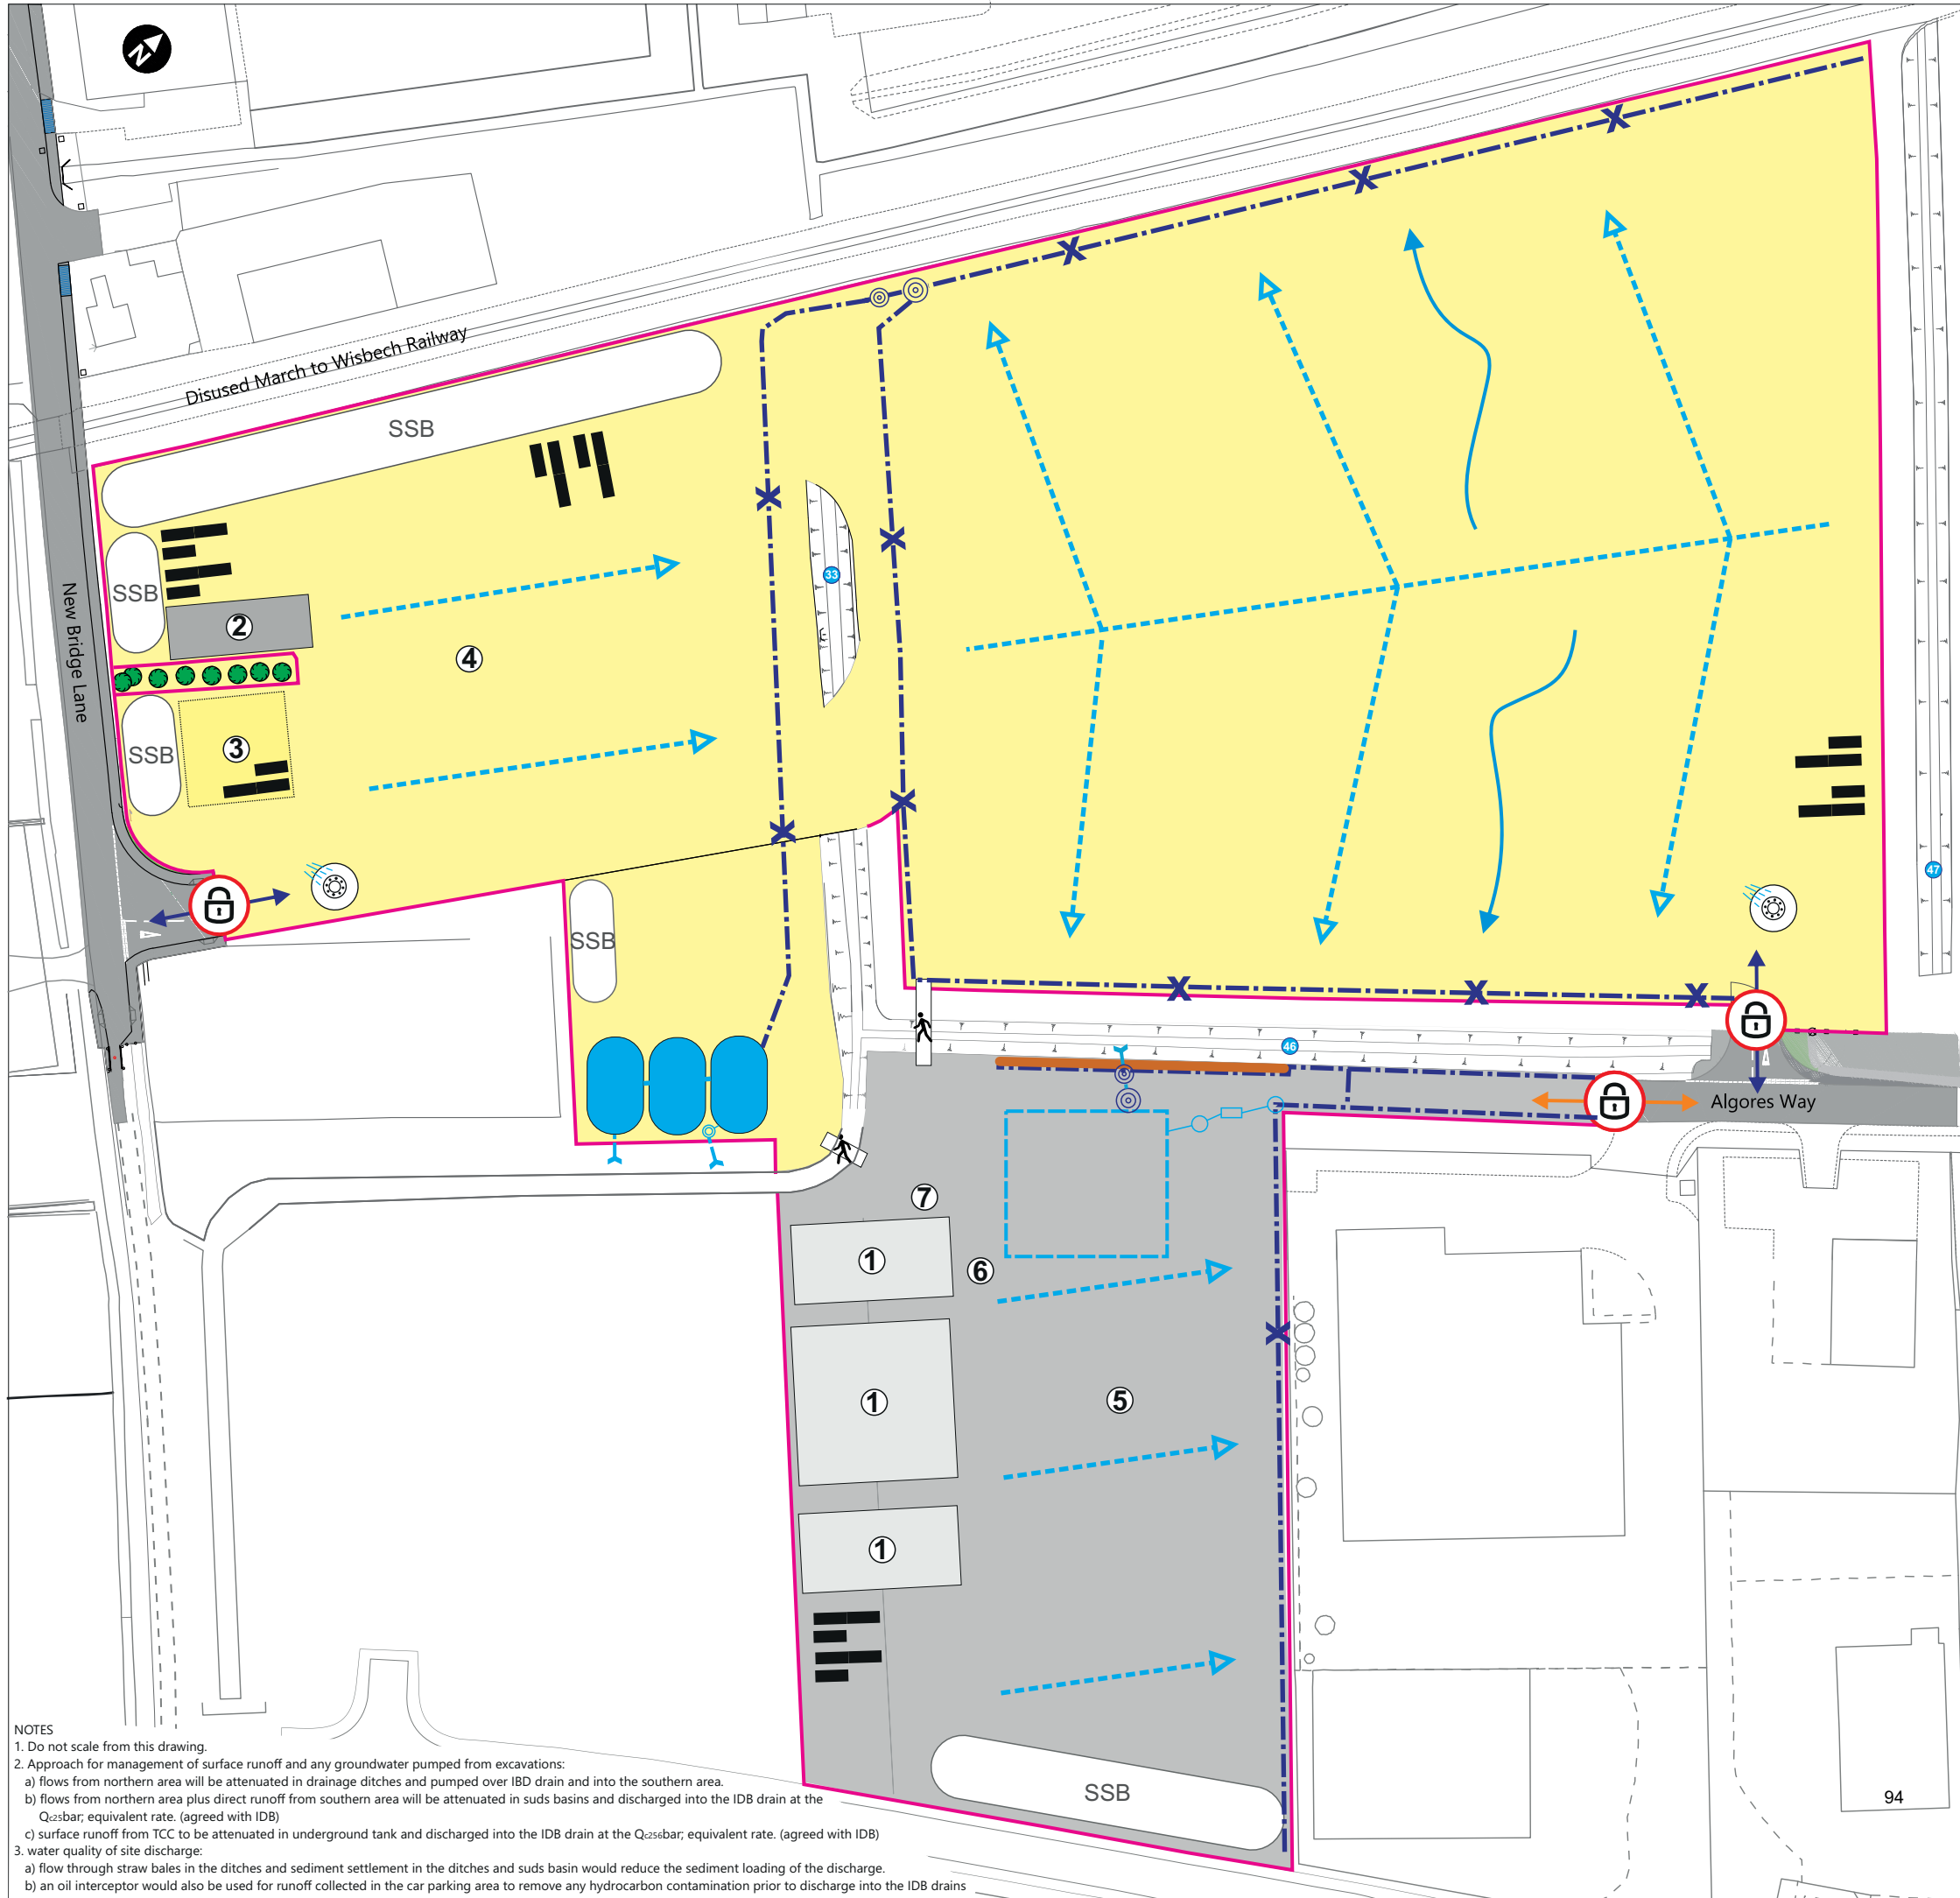 N
Disused March to Wisbech Railway
SSB
SSB
33
2
4
New Bridge Lane
SSB
3
47
SSB
46
Algores Way
7
1
6
1
5
1
SSB
94
NOTES
1. Do not scale from this drawing.
2. Approach for management of surface runoff and any groundwater pumped from excavations:
a) flows from northern area will be attenuated in drainage ditches and pumped over IBD drain and into the southern area.
b) flows from northern area plus direct runoff from southern area will be attenuated in suds basins and discharged into the IDB drain at the
Qc25bar; equivalent rate. (agreed with IDB)
c) surface runoff from TCC to be attenuated in underground tank and discharged into the IDB drain at the Qc256bar; equivalent rate. (agreed with IDB)
3. water quality of site discharge:
a) flow through straw bales in the ditches and sediment settlement in the ditches and suds basin would reduce the sediment loading of the discharge.
b) an oil interceptor would also be used for runoff collected in the car parking area to remove any hydrocarbon contamination prior to discharge into the IDB drains